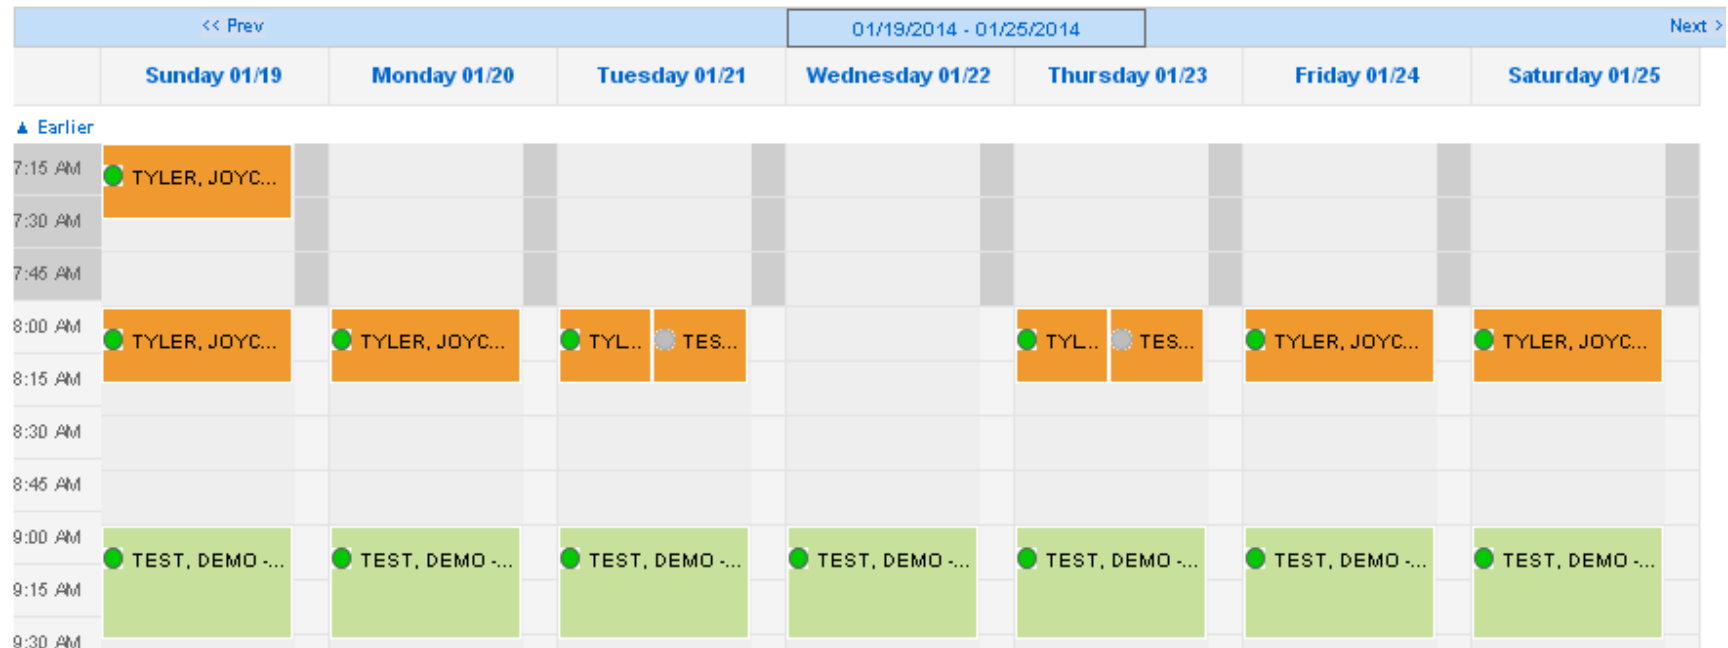 << Prev 01/19/2014 - 01/25/2014 Next >
Sunday 01/19 Monday 01/20 Tuesday 01/21 Wednesday 01/22 Thursday 01/23 Friday 01/24 Saturday 01/25
▲ Earlier
7:15 AM TYLER, JOYC...
7:30 AM
7:45 AM
8:00 AM TYLER, JOYC... TYLER, JOYC... TYL... TES... TYL... TES... TYLER, JOYC... TYLER, JOYC...
8:15 AM
8:30 AM
8:45 AM
9:00 AM TEST, DEMO -... TEST, DEMO -... TEST, DEMO -... TEST, DEMO -... TEST, DEMO -... TEST, DEMO -... TEST, DEMO -...
9:15 AM
9:30 AM